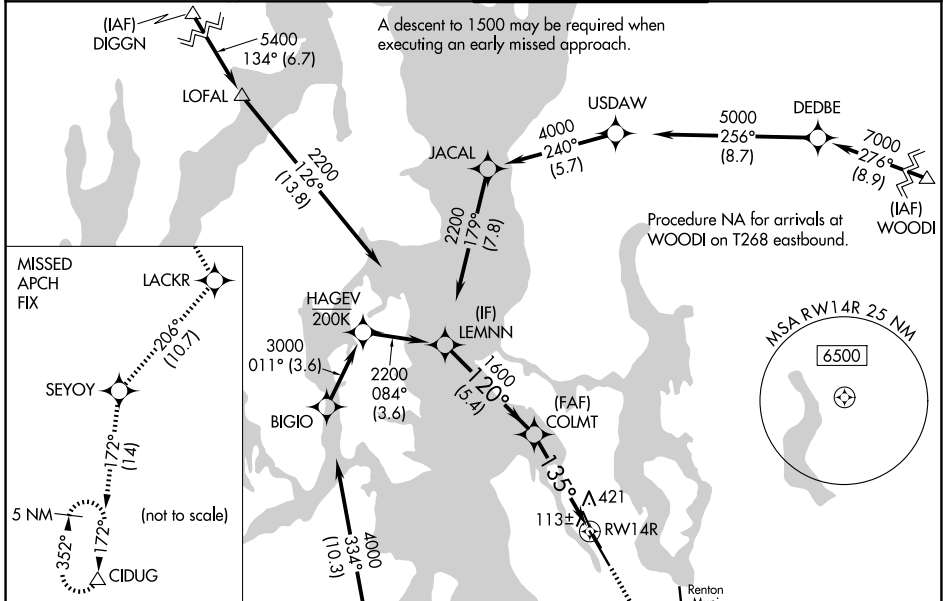 (IAF)
DIGGN
5400
134° (6.7)
LOFAL
A descent to 1500 may be required when
executing an early missed approach.
USDAW
DEDBE
4000
240°
(5.7)
5000
256°
(8.7)
7000
276°
(8.9)
JACAL
(IAF)
WOODI
2200
126°
(13.8)
2200
179°
(7.8)
Procedure NA for arrivals at
WOODI on T268 eastbound.
MISSED
APCH
FIX
LACKR
206°
(10.7)
SEYOY
172°
(14)
5 NM
352°
172°
(not to scale)
CIDUG
HAGEV
200K
(IF)
LEMNN
3000
011° (3.6)
2200
084°
(3.6)
BIGIO
1600
120°
(5.4)
(FAF)
COLMT
135°
421
113±
RW14R
4000
334°
(10.3)
MSA RW14R 25 NM
6500
Renton